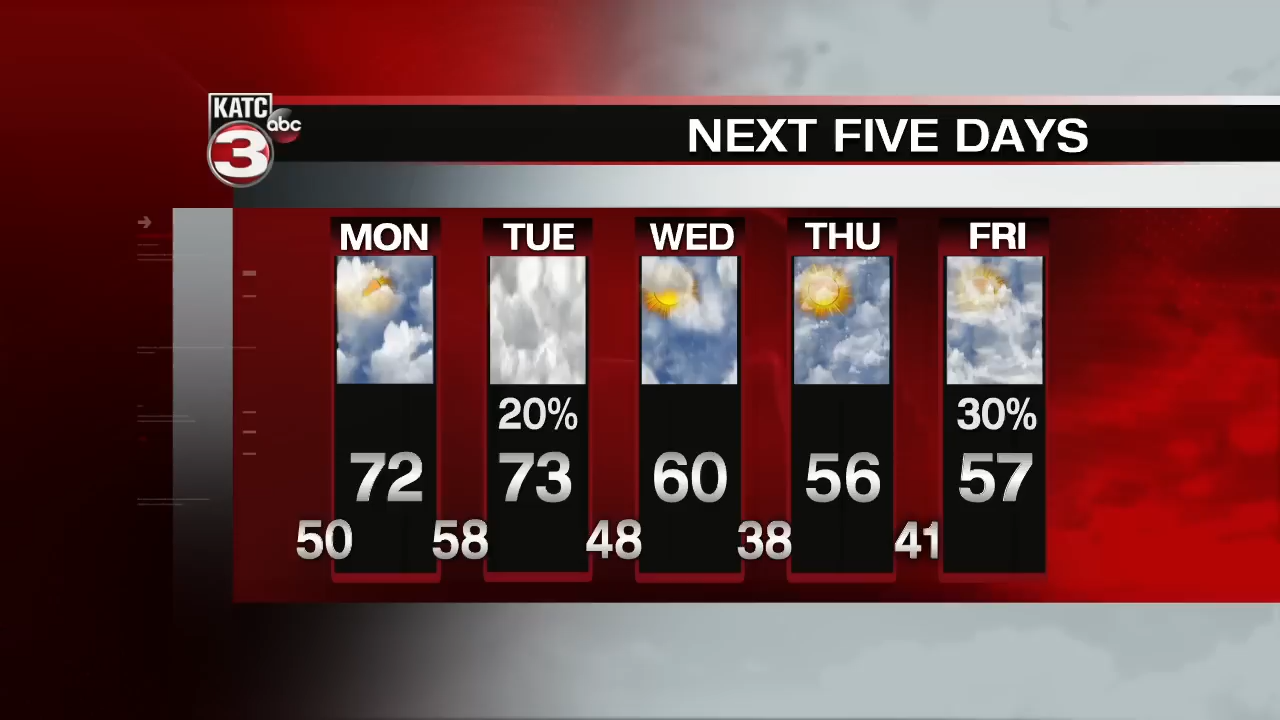 KATC
abc
3
NEXT FIVE DAYS
MON TUE WED THU FRI
20% 30%
72 73 60 56 57
50 58 48 38 41